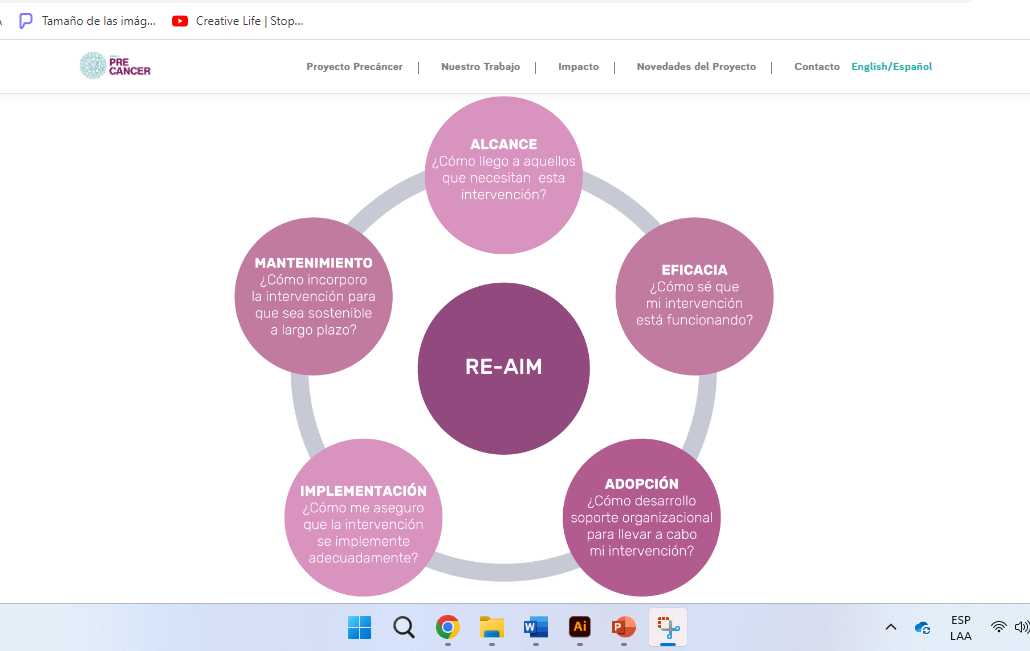 Tamaño de las imág...
Creative Life | Stop...
PRE
CANCER
Proyecto Precáncer | Nuestro Trabajo | Impacto | Novedades del Proyecto | Contacto English/Español
ALCANCE
¿Cómo llego a aquellos
que necesitan esta
intervención?
MANTENIMIENTO
¿Cómo incorporo
la intervención para
que sea sostenible
a largo plazo?
EFICACIA
¿Cómo sé que
mi intervención
está funcionando?
RE-AIM
IMPLEMENTACIÓN
¿Cómo me aseguro
que la intervención
se implemente
adecuadamente?
ADOPCIÓN
¿Cómo desarrollo
soporte organizacional
para llevar a cabo
mi intervención?
W
Ai
P
ESP
LAA